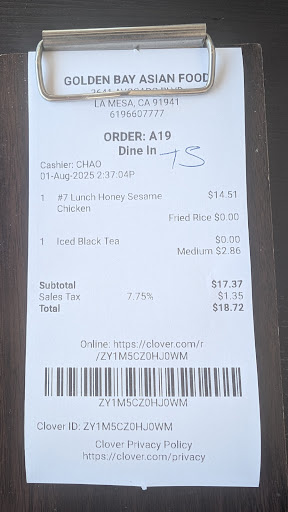 GOLDEN BAY ASIAN FOOD
LA MESA, CA 91941
6196607777
ORDER: A19
Dine In
TS
Cashier: CHAO
01-Aug-2025 2:37:04P
1 #7 Lunch Honey Sesame Chicken $14.51
Fried Rice $0.00
1 Iced Black Tea $0.00
Medium $2.86
Subtotal $17.37
Sales Tax 7.75% $1.35
Total $18.72
Online: https://clover.com/r
/ZY1M5CZ0HJ0WM
ZY1M5CZ0HJ0WM
Clover ID: ZY1M5CZ0HJ0WM
Clover Privacy Policy
https://clover.com/privacy